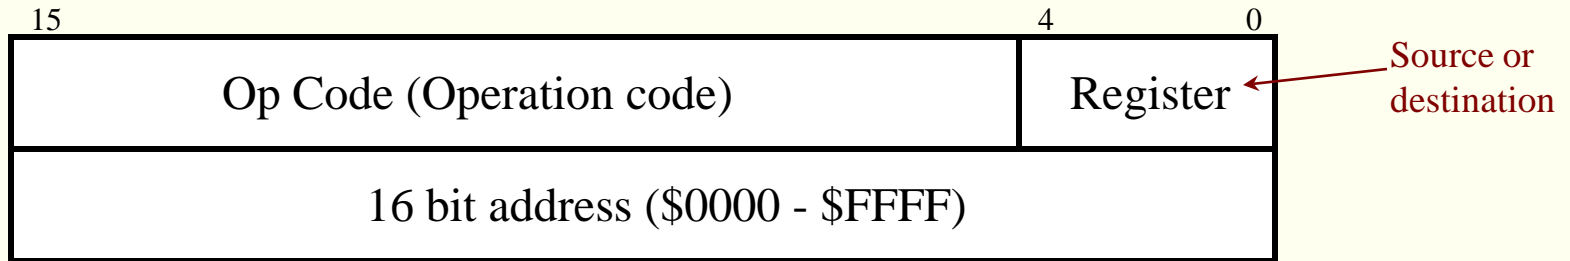 15 4 0
Op Code (Operation code) Register
Source or
destination
16 bit address ($0000 - $FFFF)